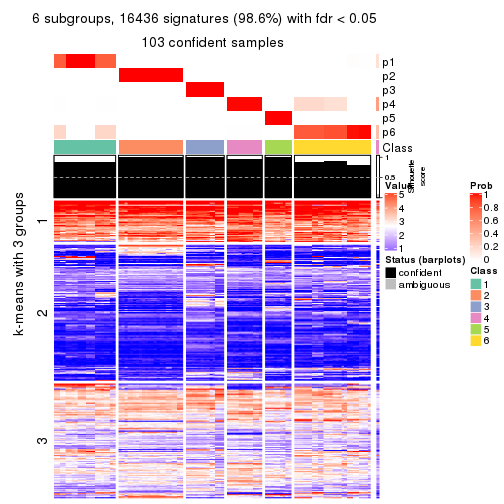 6 subgroups, 16436 signatures (98.6%) with fdr < 0.05
103 confident samples
p1
p2
p3
p4
p5
p6
Class
1
0.5
Silhouette
score
k-means with 3 groups
1
2
3
Value
5
4
3
2
1
Status (barplots)
confident
ambiguous
Prob
1
0.8
0.6
0.4
0.2
0
Class
1
2
3
4
5
6